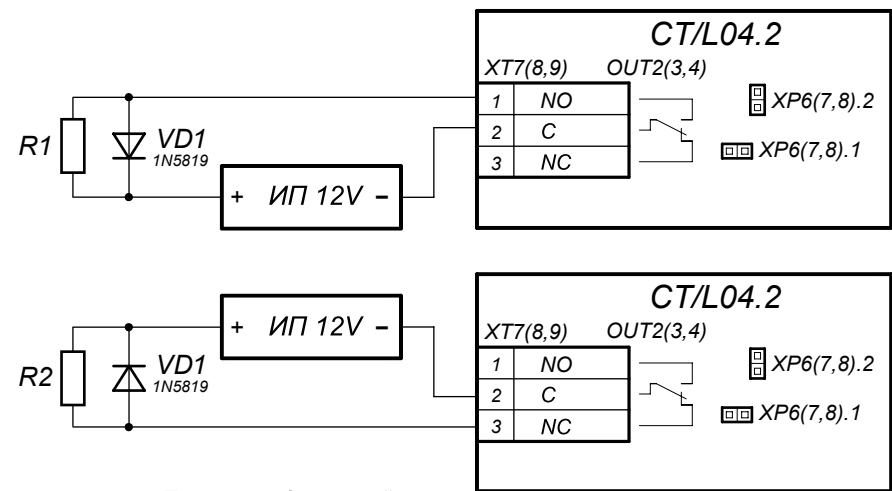 CT/L04.2
XT7(8,9) OUT2(3,4)
1 NO
2 C
3 NC
XP6(7,8).2
XP6(7,8).1
R1
VD1
1N5819
+ ИП 12V −
CT/L04.2
XT7(8,9) OUT2(3,4)
1 NO
2 C
3 NC
XP6(7,8).2
XP6(7,8).1
+ ИП 12V −
R2
VD1
1N5819